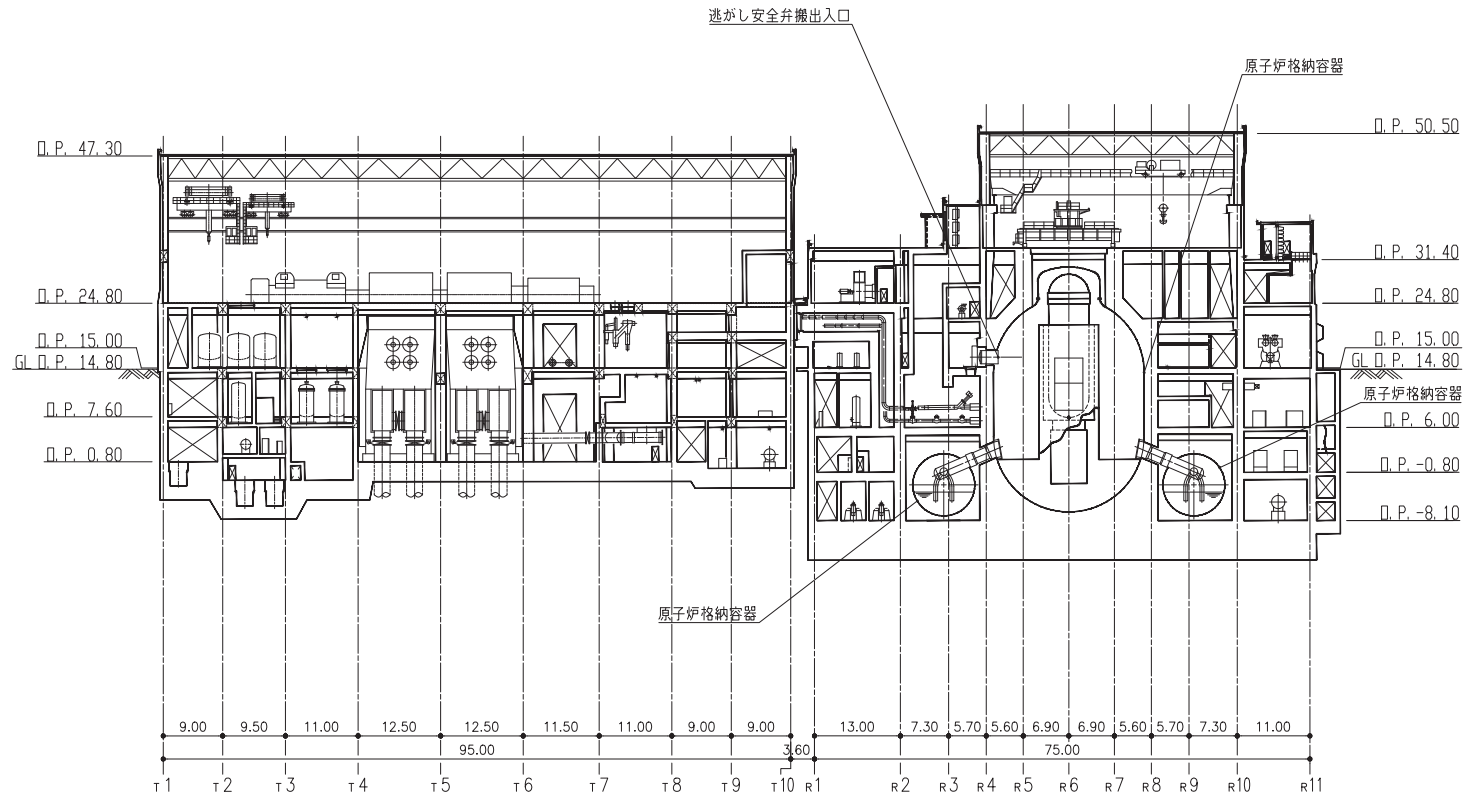 逃がし安全弁搬出入口
原子炉格納容器
O.P. 50.50
O.P. 47.30
O.P. 31.40
O.P. 24.80
O.P. 24.80
O.P. 15.00
O.P. 15.00
GL O.P. 14.80
GL O.P. 14.80
原子炉格納容器
O.P. 7.60
O.P. 6.00
O.P. 0.80
O.P. -0.80
O.P. -8.10
原子炉格納容器
9.00 9.50 11.00 12.50 12.50 11.50 11.00 9.00 9.00 13.00 7.30 5.70 5.60 6.90 6.90 5.60 5.70 7.30 11.00
95.00 3.60 75.00
T1 T2 T3 T4 T5 T6 T7 T8 T9 T10 R1 R2 R3 R4 R5 R6 R7 R8 R9 R10 R11